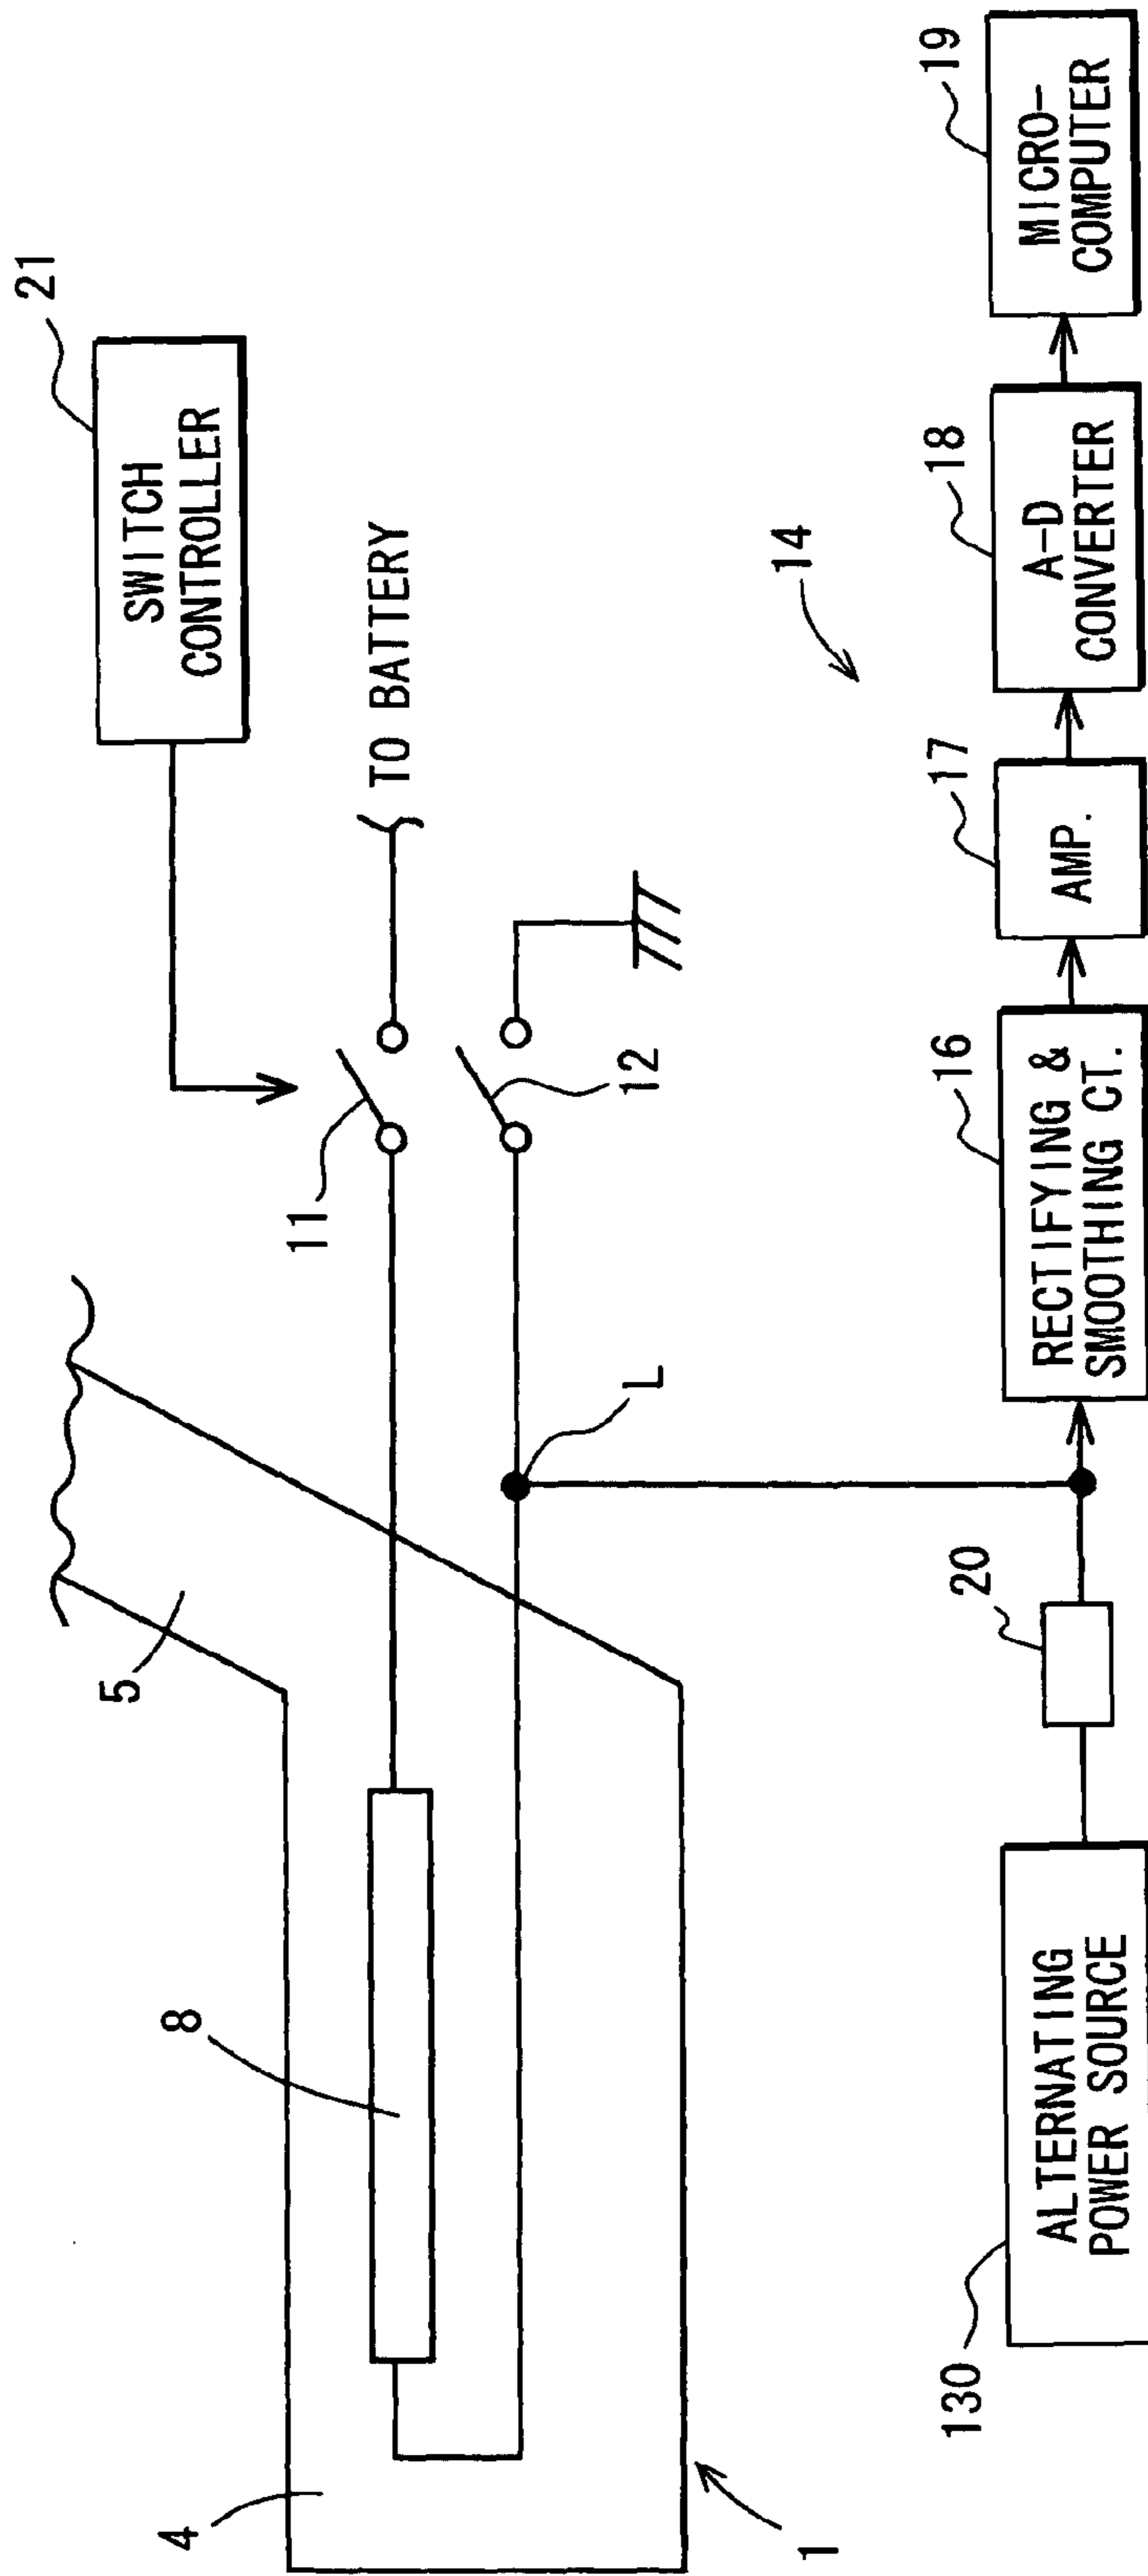 21
SWITCH
CONTROLLER
TO BATTERY
11
12
5
L
8
4
1
14
130
ALTERNATING
POWER SOURCE
20
16
RECTIFYING &
SMOOTHING CT.
17
AMP.
18
A-D
CONVERTER
19
MICRO-
COMPUTER